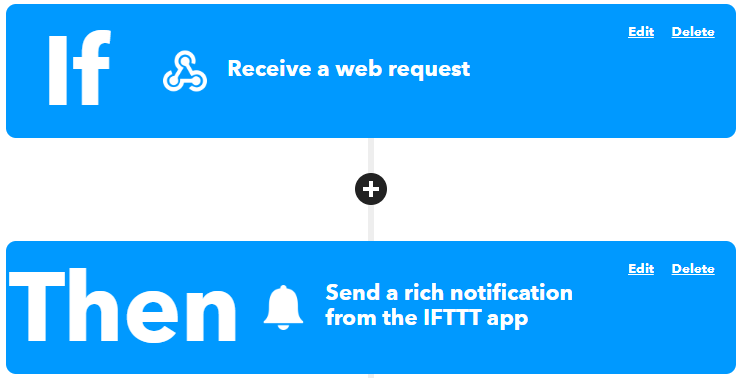 If
Receive a web request
Edit Delete
Then
Send a rich notification
from the IFTTT app
Edit Delete